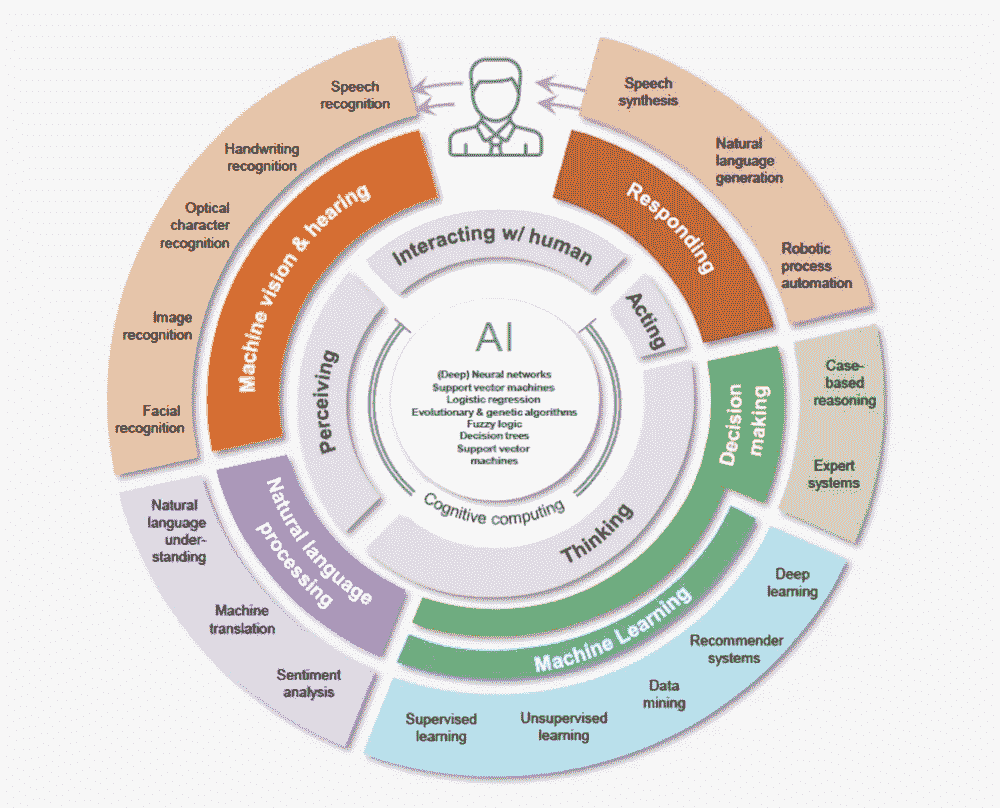 Speech
recognition
Handwriting
recognition
Optical
character
recognition
Image
recognition
Facial
recognition
Machine vision & hearing
Speech
synthesis
Natural
language
generation
Robotic
process
automation
Responding
Interacting w/ human
Acting
Perceiving
Thinking
AI
(Deep) Neural networks
Support vector machines
Logistic regression
Evolutionary & genetic algorithms
Fuzzy logic
Decision trees
Support vector
machines
Cognitive computing
Decision
making
Case-
based
reasoning
Expert
systems
Natural language
processing
Natural
language
under-
standing
Machine
translation
Sentiment
analysis
Machine Learning
Deep
learning
Recommender
systems
Data
mining
Unsupervised
learning
Supervised
learning